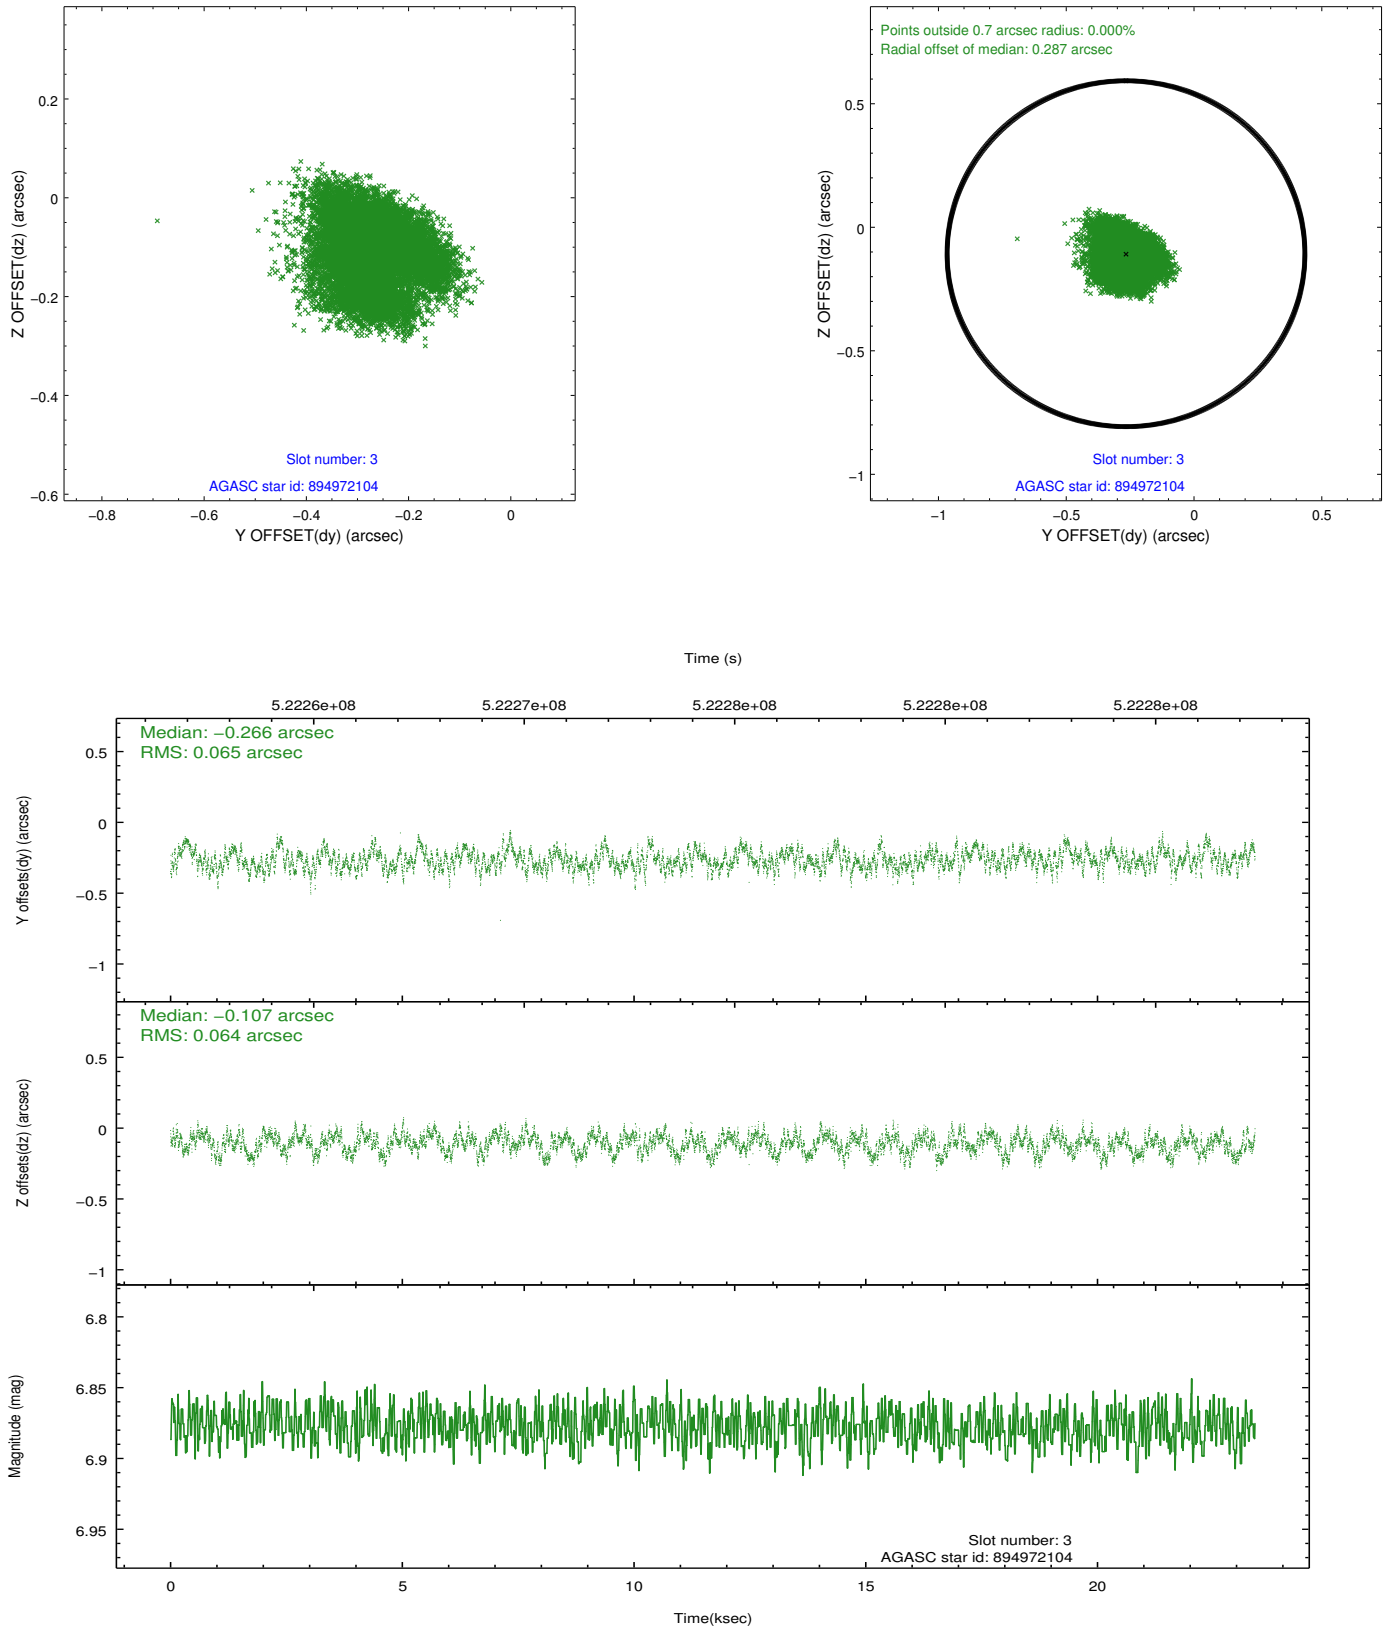 0.2
0
−0.2
−0.4
−0.6
Z OFFSET(dz) (arcsec)
Slot number: 3
AGASC star id: 894972104
−0.8
−0.6
−0.4
−0.2
0
Y OFFSET(dy) (arcsec)
Points outside 0.7 arcsec radius: 0.000%
Radial offset of median: 0.287 arcsec
0.5
0
−0.5
−1
Z OFFSET(dz) (arcsec)
Slot number: 3
AGASC star id: 894972104
−1
−0.5
0
0.5
Y OFFSET(dy) (arcsec)
Time (s)
5.2226e+08
5.2227e+08
5.2228e+08
5.2228e+08
5.2228e+08
Median: −0.266 arcsec
RMS: 0.065 arcsec
0.5
0
−0.5
−1
Y offsets(dy) (arcsec)
Median: −0.107 arcsec
RMS: 0.064 arcsec
0.5
0
−0.5
−1
Z offsets(dz) (arcsec)
6.8
6.85
6.9
6.95
Magnitude (mag)
Slot number: 3
AGASC star id: 894972104
0
5
10
15
20
Time(ksec)